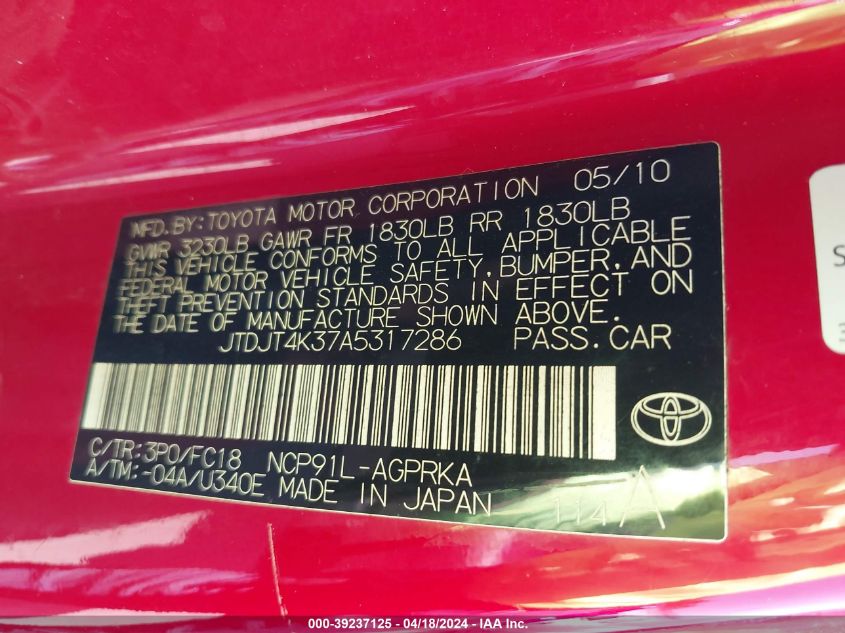 MFD.BY:TOYOTA MOTOR CORPORATION 05/10
GVWR 3230LB GAWR FR 1830LB RR 1830LB
THIS VEHICLE CONFORMS TO ALL APPLICABLE
FEDERAL MOTOR VEHICLE SAFETY,BUMPER,AND
THEFT PREVENTION STANDARDS IN EFFECT ON
THE DATE OF MANUFACTURE SHOWN ABOVE.
JTDJT4K37A5317286 PASS.CAR
C/TR:3P0/FC18 NCP91L-AGPRKA
A/TM:-04A/U340E MADE IN JAPAN
114 A
S
3
000-39237125 - 04/18/2024 - IAA Inc.